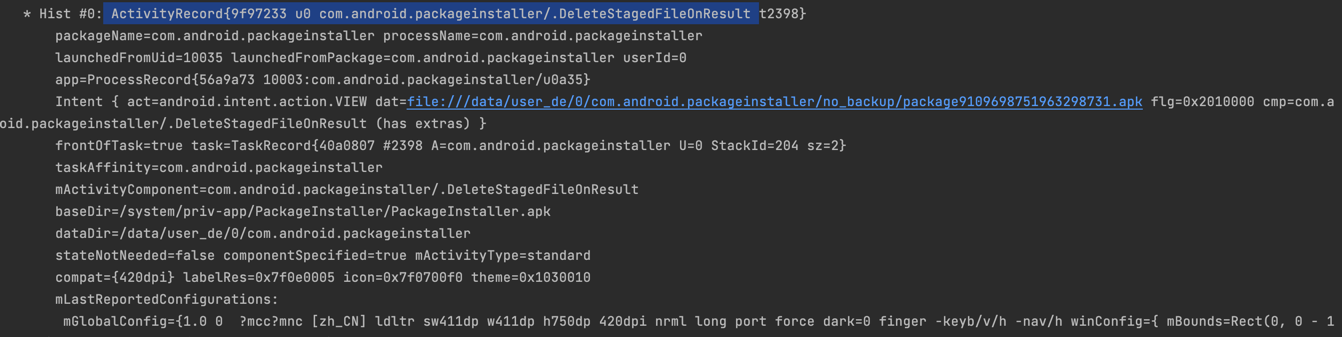 * Hist #0: ActivityRecord{9f97233 u0 com.android.packageinstaller/.DeleteStagedFileOnResult t2398}
packageName=com.android.packageinstaller processName=com.android.packageinstaller
launchedFromUid=10035 launchedFromPackage=com.android.packageinstaller userId=0
app=ProcessRecord{56a9a73 10003:com.android.packageinstaller/u0a35}
Intent { act=android.intent.action.VIEW dat=file:///data/user_de/0/com.android.packageinstaller/no_backup/package9109698751963298731.apk flg=0x2010000 cmp=com.a
oid.packageinstaller/.DeleteStagedFileOnResult (has extras) }
frontOfTask=true task=TaskRecord{40a0807 #2398 A=com.android.packageinstaller U=0 StackId=204 sz=2}
taskAffinity=com.android.packageinstaller
mActivityComponent=com.android.packageinstaller/.DeleteStagedFileOnResult
baseDir=/system/priv-app/PackageInstaller/PackageInstaller.apk
dataDir=/data/user_de/0/com.android.packageinstaller
stateNotNeeded=false componentSpecified=true mActivityType=standard
compat={420dpi} labelRes=0x7f0e0005 icon=0x7f0700f0 theme=0x1030010
mLastReportedConfigurations:
mGlobalConfig={1.0 0  ?mcc?mnc [zh_CN] ldltr sw411dp w411dp h750dp 420dpi nrml long port force dark=0 finger -keyb/v/h -nav/h winConfig={ mBounds=Rect(0, 0 - 1